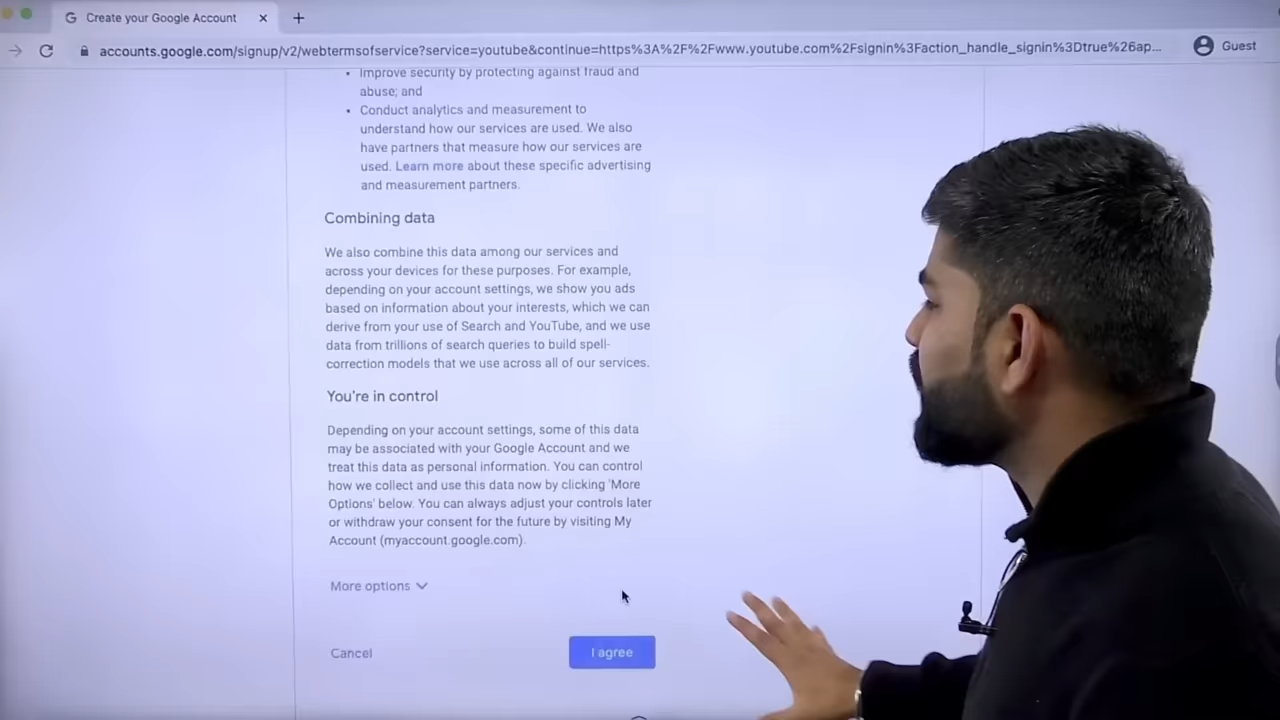 Create your Google Account
accounts.google.com/signup/v2/webtermsofservice?service=youtube&continue=https%3A%2F%2Fwww.youtube.com%2Fsignin%3Faction_handle_signin%3Dtrue%26ap...
Guest
Improve security by protecting against fraud and
abuse; and
Conduct analytics and measurement to
understand how our services are used. We also
have partners that measure how our services are
used. Learn more about these specific advertising
and measurement partners.
Combining data
We also combine this data among our services and
across your devices for these purposes. For example,
depending on your account settings, we show you ads
based on information about your interests, which we can
derive from your use of Search and YouTube, and we use
data from trillions of search queries to build spell-
correction models that we use across all of our services.
You're in control
Depending on your account settings, some of this data
may be associated with your Google Account and we
treat this data as personal information. You can control
how we collect and use this data now by clicking 'More
Options' below. You can always adjust your controls later
or withdraw your consent for the future by visiting My
Account (myaccount.google.com).
More options
Cancel
I agree